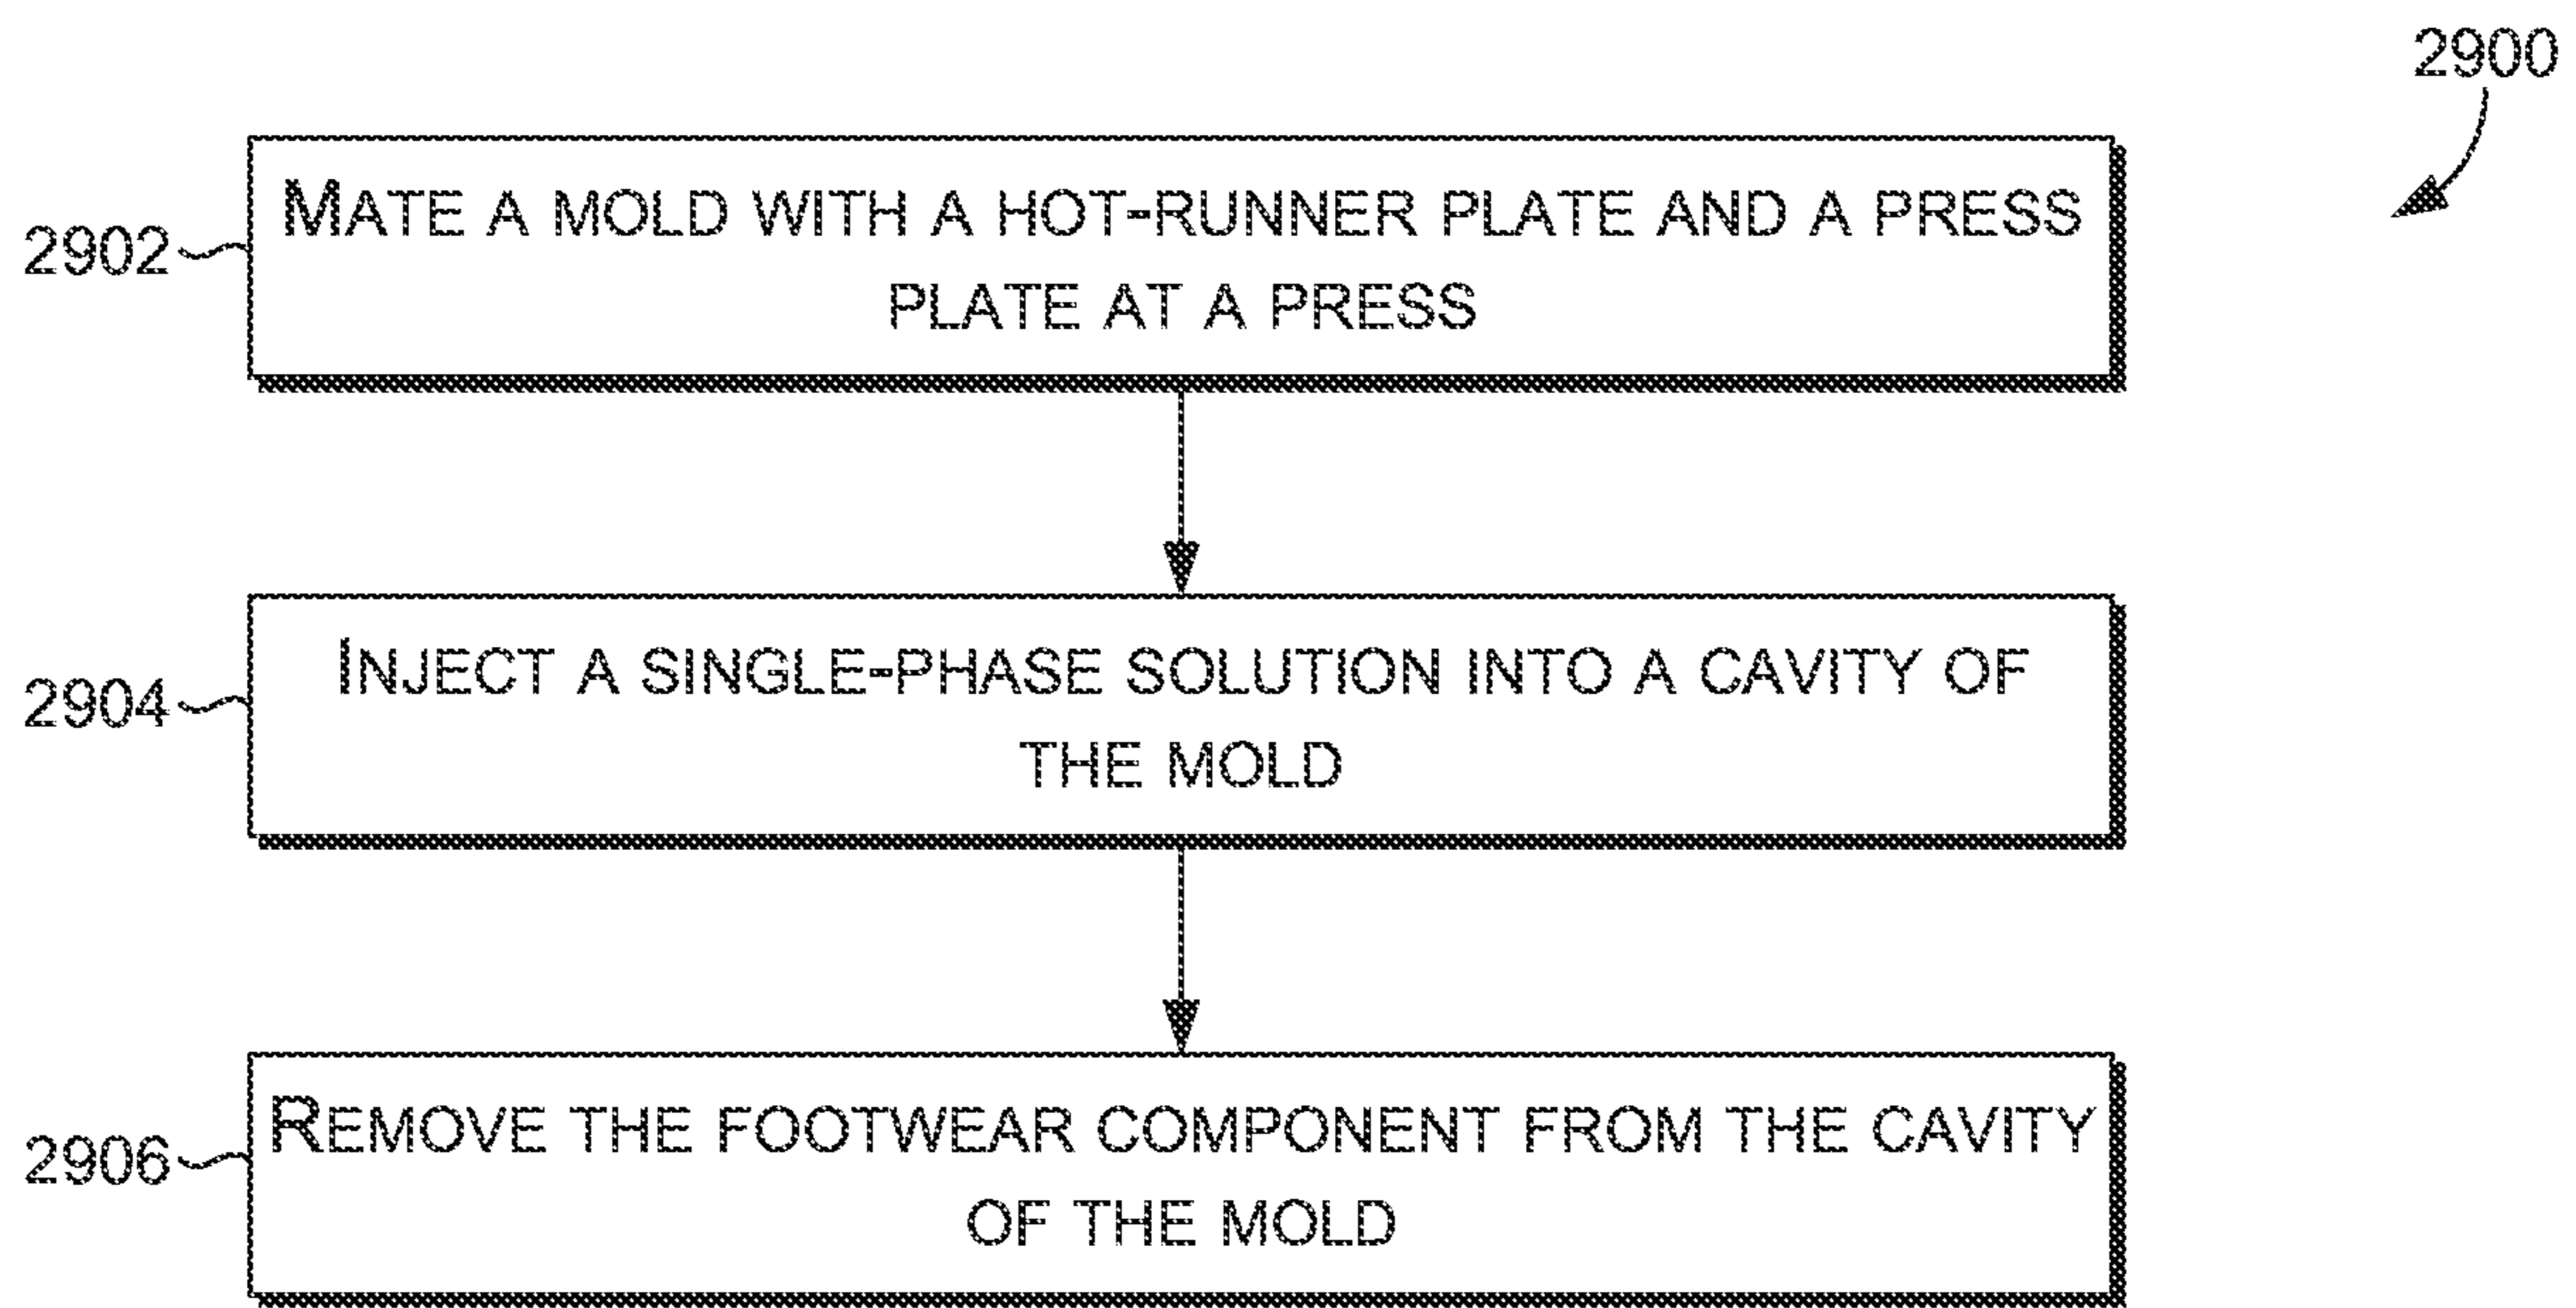 2900
2902
MATE A MOLD WITH A HOT-RUNNER PLATE AND A PRESS
PLATE AT A PRESS
2904
INJECT A SINGLE-PHASE SOLUTION INTO A CAVITY OF
THE MOLD
2906
REMOVE THE FOOTWEAR COMPONENT FROM THE CAVITY
OF THE MOLD